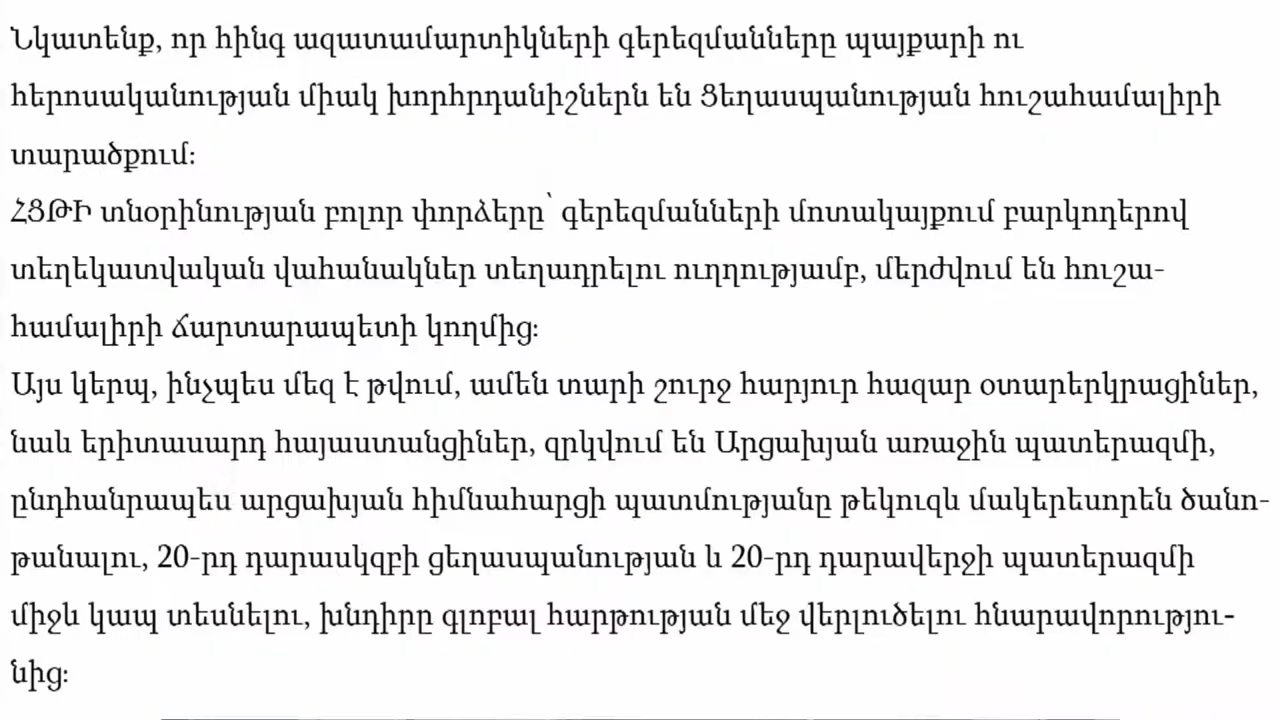 Նկատենք, որ հինգ ազատամարտիկների գերեզմանները պայքարի ու
հերոսականության միակ խորհրդանիշներն են Ցեղասպանության հուշահամալիրի
տարածքում։
ՀՑԹԻ տնօրինության բոլոր փորձերը՝ գերեզմանների մոտակայքում բարկոդերով
տեղեկատվական վահանակներ տեղադրելու ուղղությամբ, մերժվում են հուշա-
համալիրի ճարտարապետի կողմից։
Այս կերպ, ինչպես մեզ է թվում, ամեն տարի շուրջ հարյուր հազար օտարերկրացիներ,
նաև երիտասարդ հայաստանցիներ, զրկվում են Արցախյան առաջին պատերազմի,
ընդհանրապես արցախյան հիմնահարցի պատմությանը թեկուզև մակերեսորեն ծանո-
թանալու, 20-րդ դարասկզբի ցեղասպանության և 20-րդ դարավերջի պատերազմի
միջև կապ տեսնելու, խնդիրը գլոբալ հարթության մեջ վերլուծելու հնարավորությու-
նից։